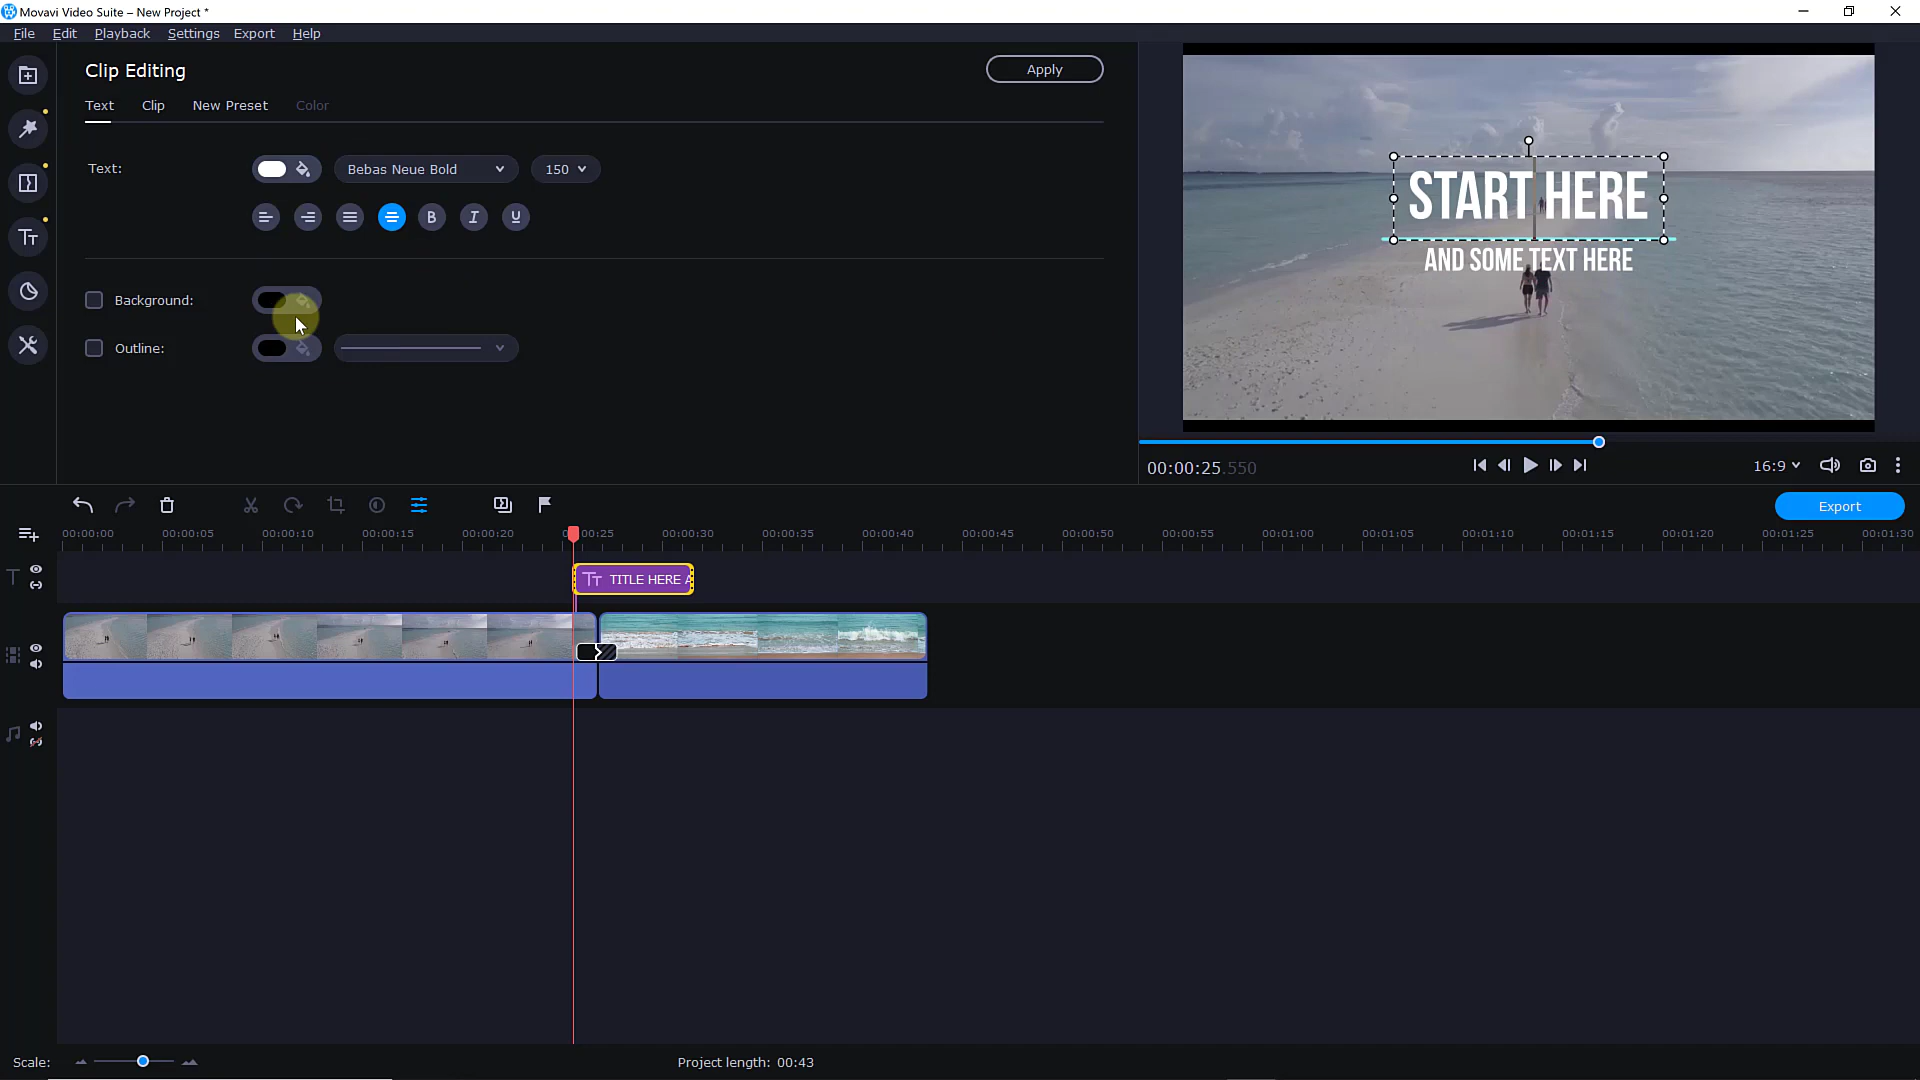 Movavi Video Suite – New Project *
File Edit Playback Settings Export Help
Clip Editing
Apply
Text Clip New Preset Color
Text:
Bebas Neue Bold
150
B I U
Background:
Outline:
START HERE
AND SOME TEXT HERE
00:00:25.550
16:9
Export
00:00:00 00:00:05 00:00:10 00:00:15 00:00:20 00:25 00:00:30 00:00:35 00:00:40 00:00:45 00:00:50 00:00:55 00:01:00 00:01:05 00:01:10 00:01:15 00:01:20 00:01:25 00:01:30
Tt TITLE HERE A
Scale:
Project length: 00:43